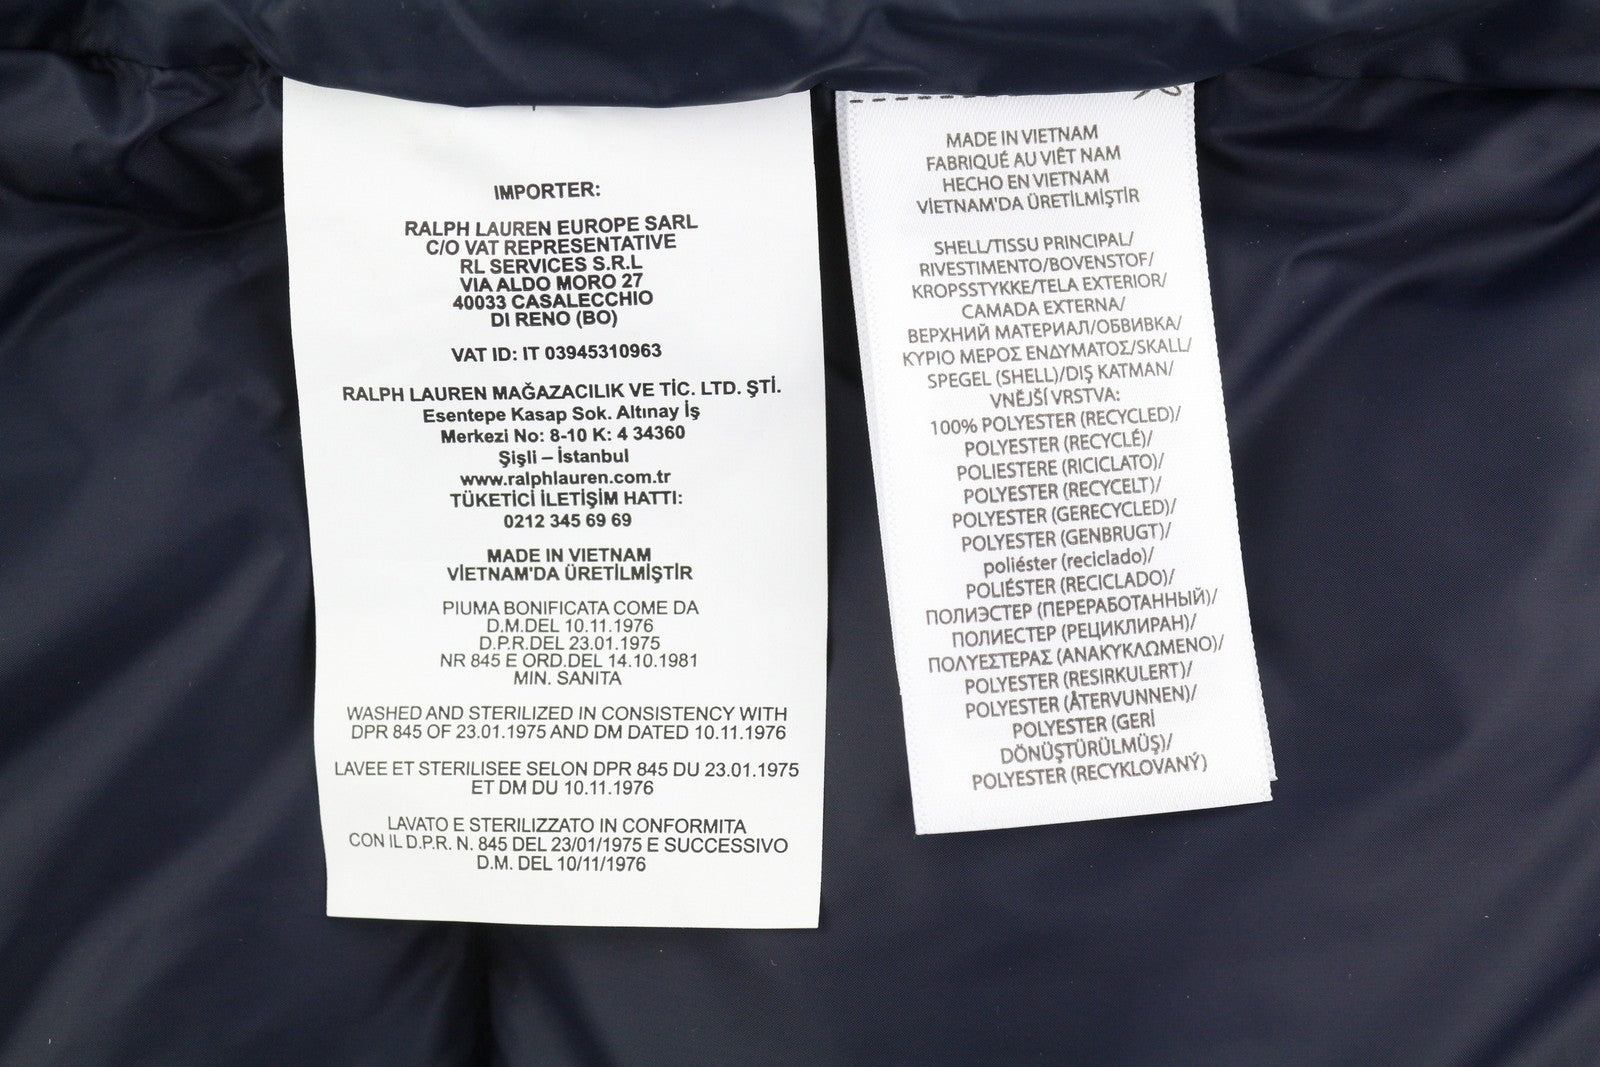 IMPORTER:
RALPH LAUREN EUROPE SARL
C/O VAT REPRESENTATIVE
RL SERVICES S.R.L
VIA ALDO MORO 27
40033 CASALECCHIO
DI RENO (BO)
VAT ID: IT 03945310963
RALPH LAUREN MAĞAZACILIK VE TİC. LTD. ŞTİ.
Esentepe Kasap Sok. Altınay İş
Merkezi No: 8-10 K: 4 34360
Şişli – İstanbul
www.ralphlauren.com.tr
TÜKETİCİ İLETİŞİM HATTI:
0212 345 69 69
MADE IN VIETNAM
VİETNAM'DA ÜRETİLMİŞTİR
PIUMA BONIFICATA COME DA
D.M.DEL 10.11.1976
D.P.R.DEL 23.01.1975
NR 845 E ORD.DEL 14.10.1981
MIN. SANITA
WASHED AND STERILIZED IN CONSISTENCY WITH
DPR 845 OF 23.01.1975 AND DM DATED 10.11.1976
LAVEE ET STERILISEE SELON DPR 845 DU 23.01.1975
ET DM DU 10.11.1976
LAVATO E STERILIZZATO IN CONFORMITA
CON IL D.P.R. N. 845 DEL 23/01/1975 E SUCCESSIVO
D.M. DEL 10/11/1976
MADE IN VIETNAM
FABRIQUÉ AU VIÊT NAM
HECHO EN VIETNAM
VİETNAM'DA ÜRETİLMİŞTİR
SHELL/TISSU PRINCIPAL/
RIVESTIMENTO/BOVENSTOF/
KROPSSTYKKE/TELA EXTERIOR/
CAMADA EXTERNA/
ВЕРХНИЙ МАТЕРИАЛ/ОБВИВКА/
ΚΥΡΙΟ ΜΕΡΟΣ ΕΝΔΥΜΑΤΟΣ/SKALL/
SPEGEL (SHELL)/DIŞ KATMAN/
VNĚJŠÍ VRSTVA:
100% POLYESTER (RECYCLED)/
POLYESTER (RECYCLÉ)/
POLIESTERE (RICICLATO)/
POLYESTER (RECYCELT)/
POLYESTER (GERECYCLED)/
POLYESTER (GENBRUGT)/
poliéster (reciclado)/
POLIÉSTER (RECICLADO)/
ПОЛИЭСТЕР (ПЕРЕРАБОТАННЫЙ)/
ПОЛИЕСТЕР (РЕЦИКЛИРАН)/
ΠΟΛΥΕΣΤΕΡΑΣ (ΑΝΑΚΥΚΛΩΜΕΝΟ)/
POLYESTER (RESIRKULERT)/
POLYESTER (ÅTERVUNNEN)/
POLYESTER (GERİ
DÖNÜŞTÜRÜLMÜŞ)/
POLYESTER (RECYKLOVANÝ)